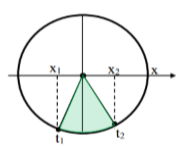 x₁ x₂ x
t₁ t₂